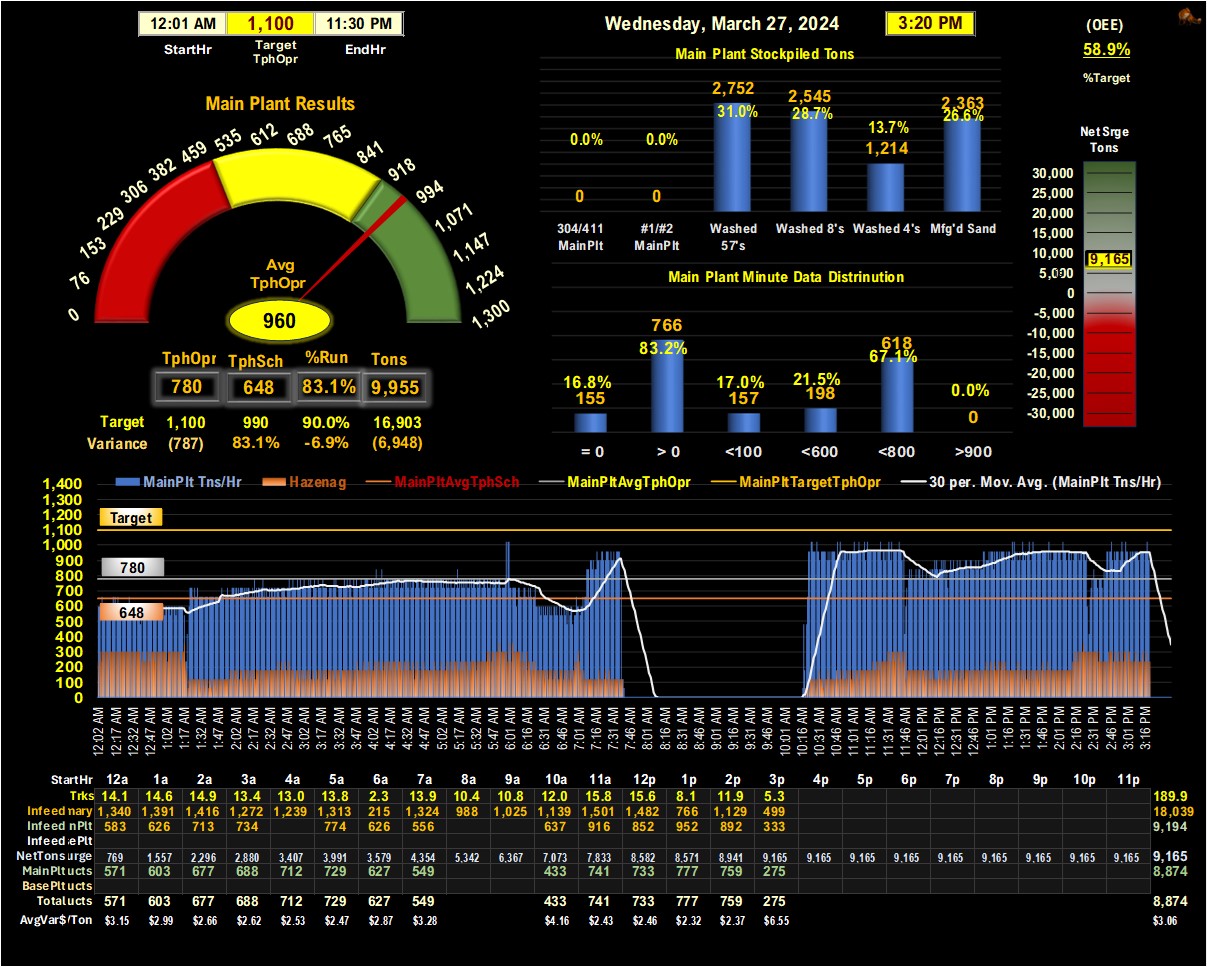 12:01 AM 1,100 11:30 PM
StartHr Target TphOpr EndHr
Wednesday, March 27, 2024 3:20 PM
(OEE)
58.9%
%Target
Main Plant Results
0 76 153 229 306 382 459 535 612 688 765 841 918 994 1,071 1,147 1,224 1,300
Avg
TphOpr
960
TphOpr TphSch %Run Tons
780 648 83.1% 9,955
Target 1,100 990 90.0% 16,903
Variance (787) 83.1% -6.9% (6,948)
Main Plant Stockpiled Tons
2,752 2,545 2,363
31.0% 28.7% 26.6%
0.0% 0.0% 13.7%
1,214
0 0
304/411 MainPlt #1/#2 MainPlt Washed 57's Washed 8's Washed 4's Mfg'd Sand
Main Plant Minute Data Distrinution
766 618
83.2% 67.1%
16.8% 17.0% 21.5% 0.0%
155 157 198 0
= 0 > 0 <100 <600 <800 >900
NetSrge
Tons
30,000
25,000
20,000
15,000
10,000
9,165
5,000
0
-5,000
-10,000
-15,000
-20,000
-25,000
-30,000
MainPlt Tns/Hr Hazenag MainPltAvgTphSch MainPltAvgTphOpr MainPltTargetTphOpr 30 per. Mov. Avg. (MainPlt Tns/Hr)
1,400
1,300
1,200
1,100
1,000
900
800
700
600
500
400
300
200
100
0
Target
780
648
12:02 AM 12:17 AM 12:32 AM 12:47 AM 1:02 AM 1:17 AM 1:32 AM 1:47 AM 2:02 AM 2:17 AM 2:32 AM 2:47 AM 3:02 AM 3:17 AM 3:32 AM 3:47 AM 4:02 AM 4:17 AM 4:32 AM 4:47 AM 5:02 AM 5:17 AM 5:32 AM 5:47 AM 6:01 AM 6:16 AM 6:31 AM 6:46 AM 7:01 AM 7:16 AM 7:31 AM 7:46 AM 8:01 AM 8:16 AM 8:31 AM 8:46 AM 9:01 AM 9:16 AM 9:31 AM 9:46 AM 10:01 AM 10:16 AM 10:31 AM 10:46 AM 11:01 AM 11:16 AM 11:31 AM 11:46 AM 12:01 PM 12:16 PM 12:31 PM 12:46 PM 1:01 PM 1:16 PM 1:31 PM 1:46 PM 2:01 PM 2:16 PM 2:31 PM 2:46 PM 3:01 PM 3:16 PM
StartHr 12a 1a 2a 3a 4a 5a 6a 7a 8a 9a 10a 11a 12p 1p 2p 3p 4p 5p 6p 7p 8p 9p 10p 11p
Trks 14.1 14.6 14.9 13.4 13.0 13.8 2.3 13.9 10.4 10.8 12.0 15.8 15.6 8.1 11.9 5.3 189.9
Infeed nary 1,340 1,391 1,416 1,272 1,239 1,313 215 1,324 988 1,025 1,139 1,501 1,482 766 1,129 499 18,039
Infeed nPlt 583 626 713 734 774 626 556 637 916 852 952 892 333 9,194
Infeed ePlt
NetTons urge 769 1,557 2,296 2,880 3,407 3,991 3,579 4,354 5,342 6,367 7,073 7,833 8,582 8,571 8,941 9,165 9,165 9,165 9,165 9,165 9,165 9,165 9,165 9,165 9,165
MainPlt ucts 571 603 677 688 712 729 627 549 433 741 733 777 759 275 8,874
BasePlt ucts
Total ucts 571 603 677 688 712 729 627 549 433 741 733 777 759 275 8,874
AvgVar$/Ton $3.15 $2.99 $2.66 $2.62 $2.53 $2.47 $2.87 $3.28 $4.16 $2.43 $2.46 $2.32 $2.37 $6.55 $3.06